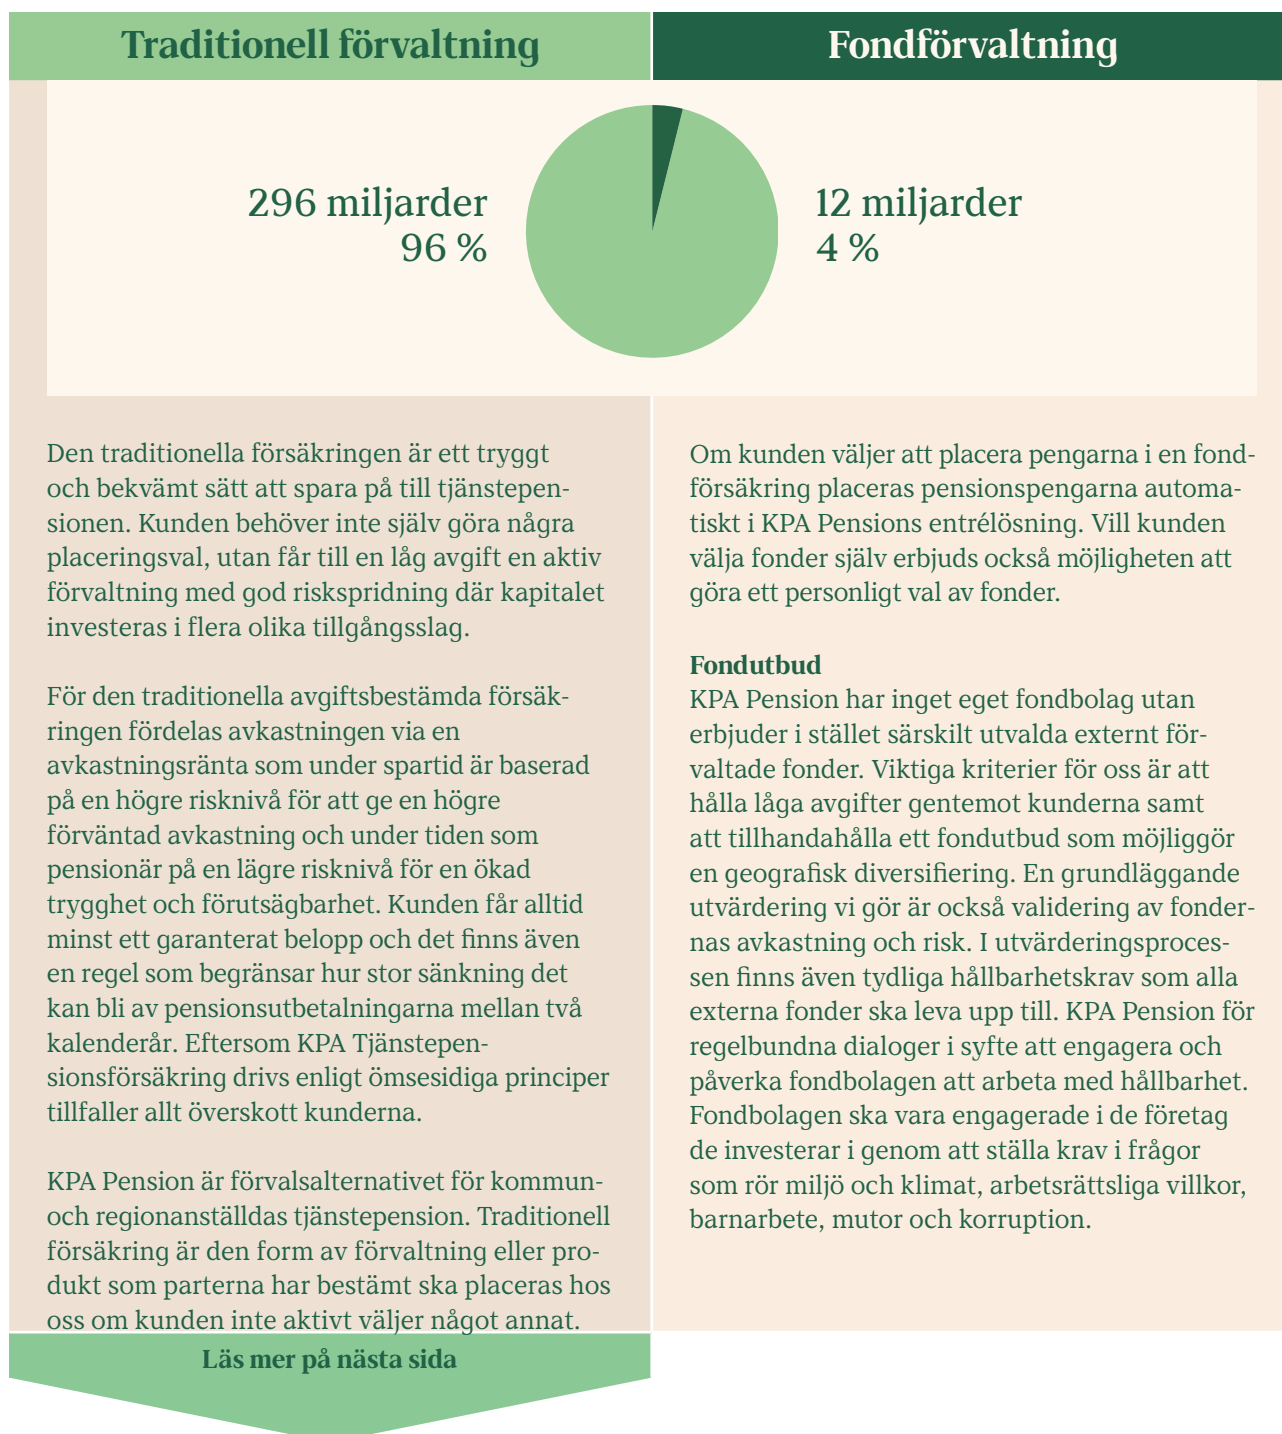 Traditionell förvaltning
Fondförvaltning
296 miljarder
96 %
12 miljarder
4 %
Den traditionella försäkringen är ett tryggt
och bekvämt sätt att spara på till tjänstepen-
sionen. Kunden behöver inte själv göra några
placeringsval, utan får till en låg avgift en aktiv
förvaltning med god riskspridning där kapitalet
investeras i flera olika tillgångsslag.
För den traditionella avgiftsbestämda försäk-
ringen fördelas avkastningen via en
avkastningsränta som under spartid är baserad
på en högre risknivå för att ge en högre
förväntad avkastning och under tiden som
pensionär på en lägre risknivå för en ökad
trygghet och förutsägbarhet. Kunden får alltid
minst ett garanterat belopp och det finns även
en regel som begränsar hur stor sänkning det
kan bli av pensionsutbetalningarna mellan två
kalenderår. Eftersom KPA Tjänstepen-
sionsförsäkring drivs enligt ömsesidiga principer
tillfaller allt överskott kunderna.
KPA Pension är förvalsalternativet för kommun-
och regionanställdas tjänstepension. Traditionell
försäkring är den form av förvaltning eller pro-
dukt som parterna har bestämt ska placeras hos
oss om kunden inte aktivt väljer något annat.
Läs mer på nästa sida
Om kunden väljer att placera pengarna i en fond-
försäkring placeras pensionspengarna automa-
tiskt i KPA Pensions entrélösning. Vill kunden
välja fonder själv erbjuds också möjligheten att
göra ett personligt val av fonder.
Fondutbud
KPA Pension har inget eget fondbolag utan
erbjuder i stället särskilt utvalda externt för-
valtade fonder. Viktiga kriterier för oss är att
hålla låga avgifter gentemot kunderna samt
att tillhandahålla ett fondutbud som möjliggör
en geografisk diversifiering. En grundläggande
utvärdering vi gör är också validering av fonder-
nas avkastning och risk. I utvärderingsproces-
sen finns även tydliga hållbarhetskrav som alla
externa fonder ska leva upp till. KPA Pension för
regelbundna dialoger i syfte att engagera och
påverka fondbolagen att arbeta med hållbarhet.
Fondbolagen ska vara engagerade i de företag
de investerar i genom att ställa krav i frågor
som rör miljö och klimat, arbetsrättsliga villkor,
barnarbete, mutor och korruption.